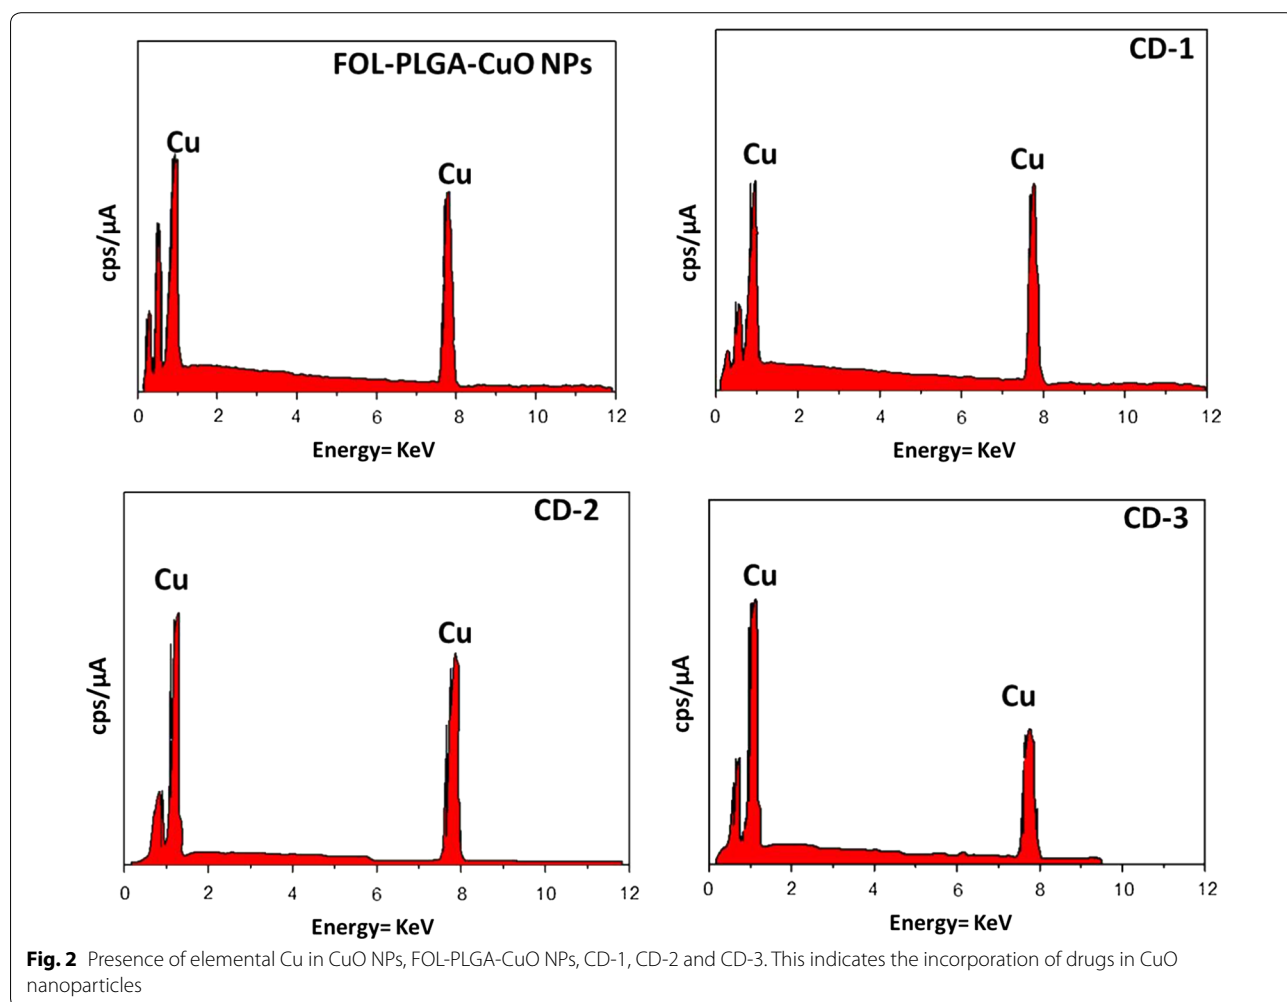 FOL-PLGA-CuO NPs
Cu
Cu
cps/μA
0 2 4 6 8 10 12
Energy= KeV
CD-1
Cu
Cu
cps/μA
0 2 4 6 8 10 12
Energy= KeV
CD-2
Cu
Cu
cps/μA
0 2 4 6 8 10 12
Energy= KeV
CD-3
Cu
Cu
cps/μA
0 2 4 6 8 10 12
Energy= KeV
Fig. 2 Presence of elemental Cu in CuO NPs, FOL-PLGA-CuO NPs, CD-1, CD-2 and CD-3. This indicates the incorporation of drugs in CuO
nanoparticles